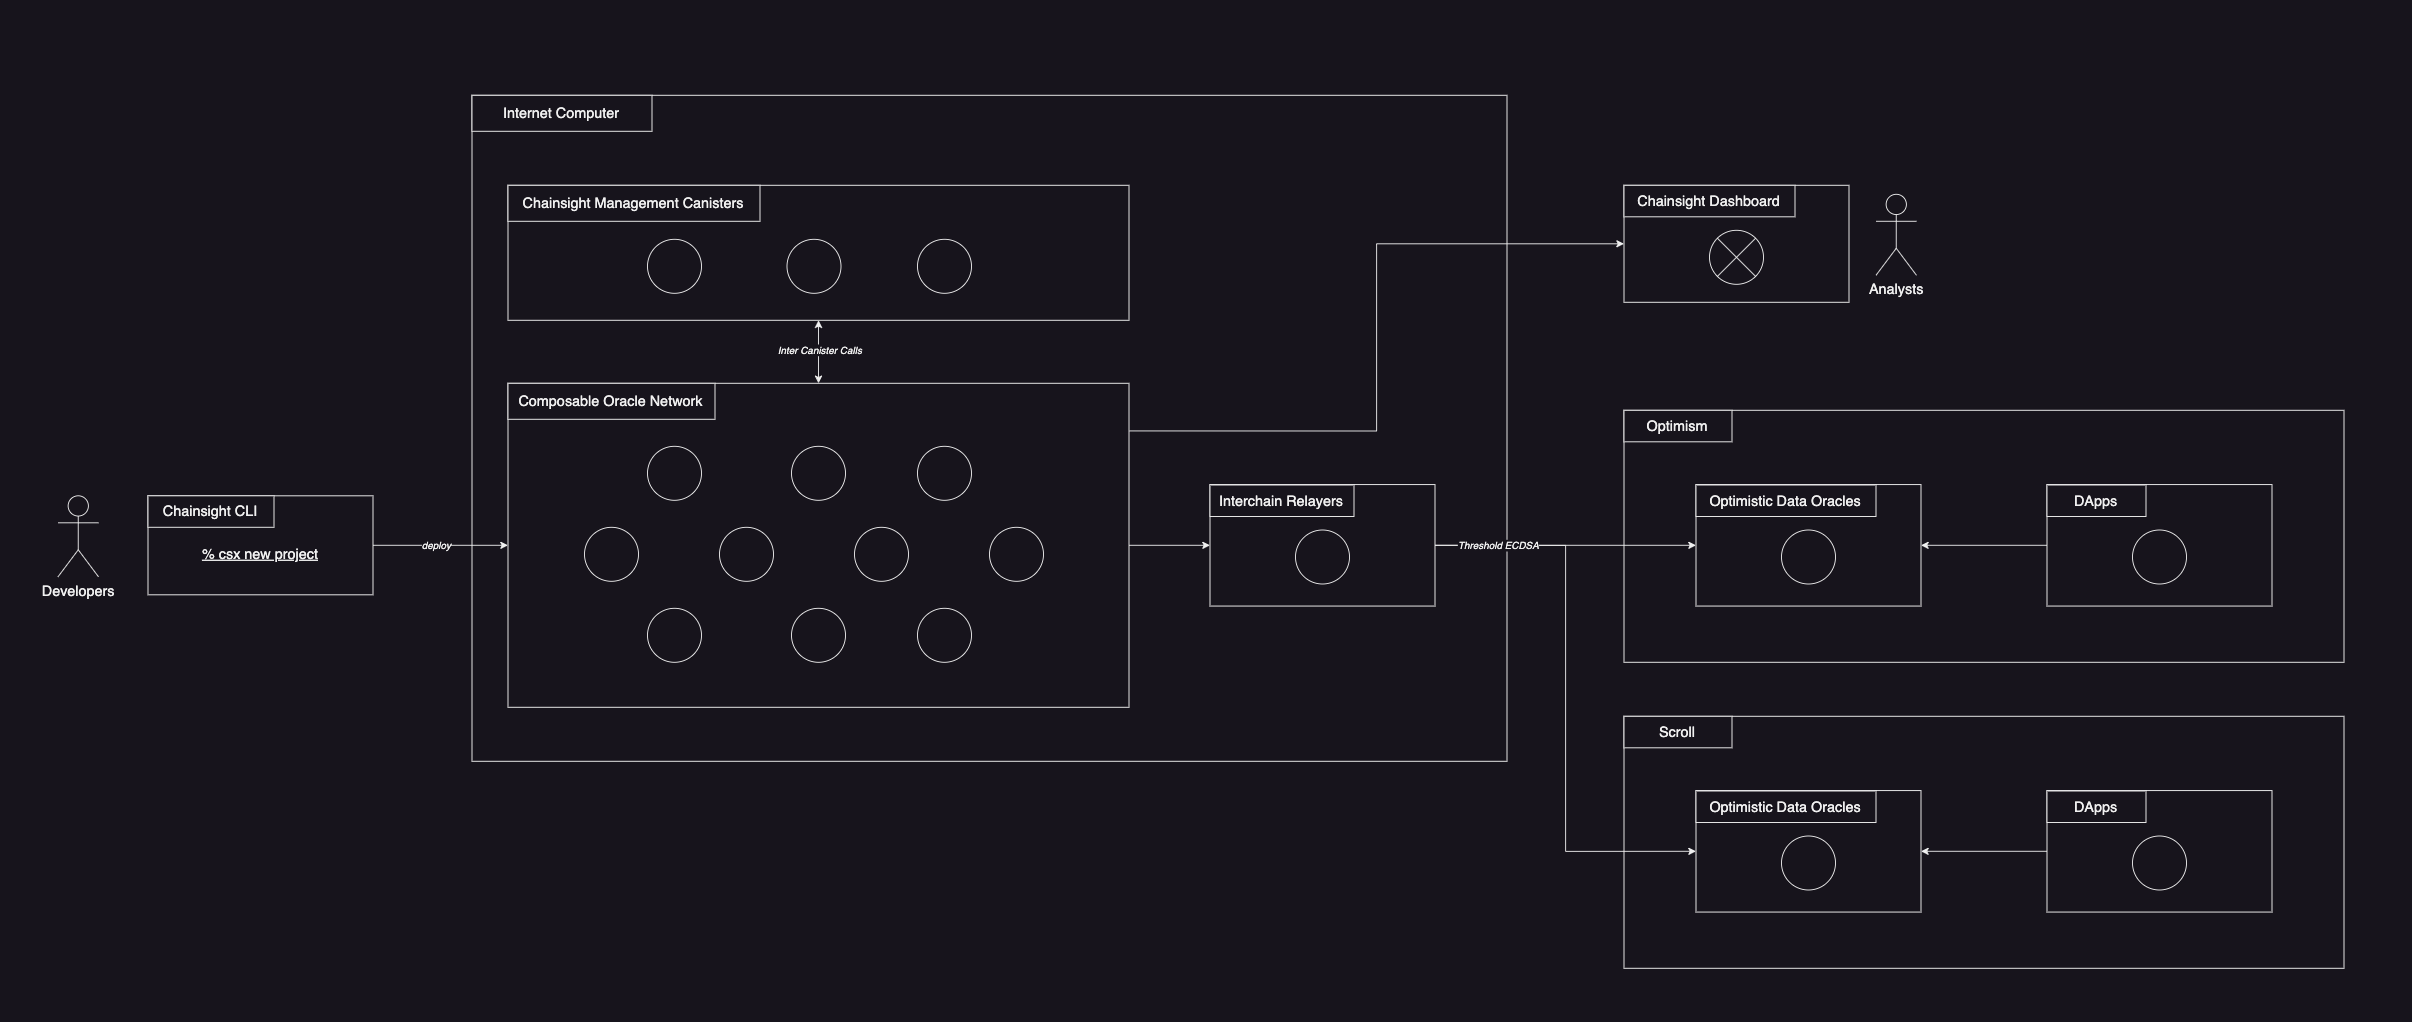 Internet Computer
Chainsight Management Canisters
Inter Canister Calls
Composable Oracle Network
Developers
Chainsight CLI
% csx new project
deploy
Interchain Relayers
Threshold ECDSA
Chainsight Dashboard
Analysts
Optimism
Optimistic Data Oracles
DApps
Scroll
Optimistic Data Oracles
DApps